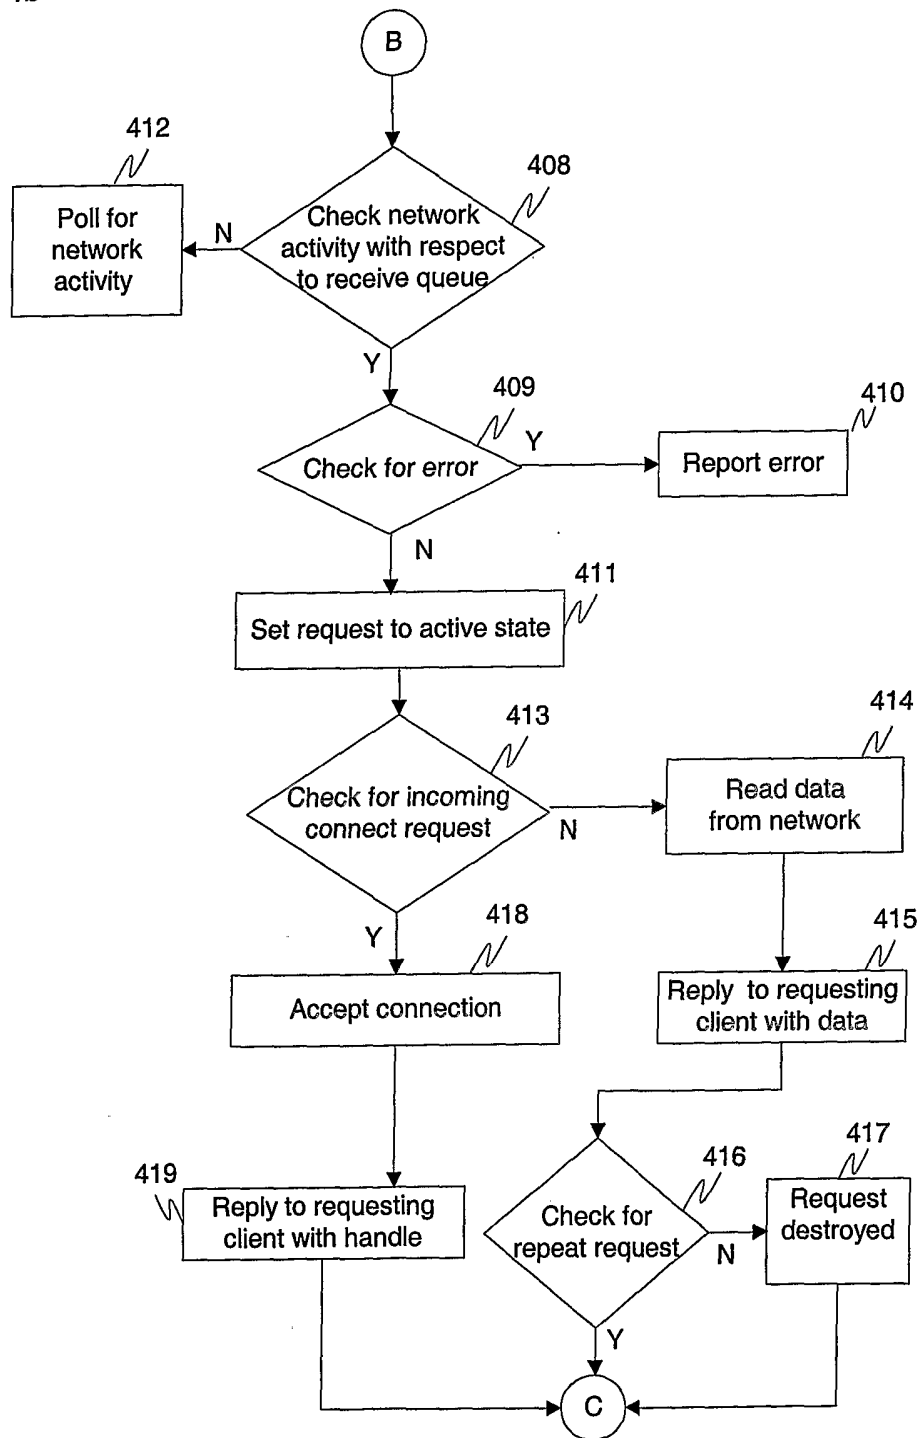 B
412
408
Poll for
network
activity
N
Check network
activity with respect
to receive queue
Y
409
410
Check for error
Y
Report error
N
411
Set request to active state
413
414
Check for incoming
connect request
N
Read data
from network
Y
418
415
Accept connection
Reply to requesting
client with data
419
Reply to requesting
client with handle
416
417
Check for
repeat request
N
Request
destroyed
Y
C